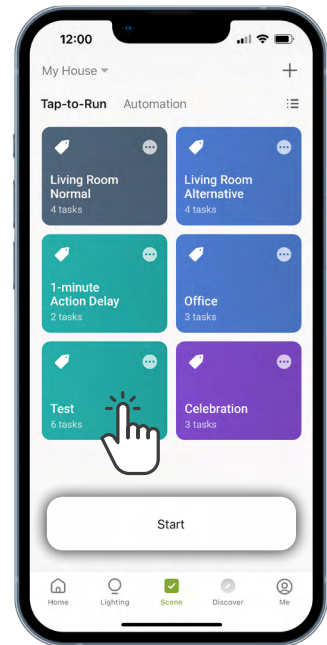 12:00
My House
Tap-to-Run Automation
Living Room
Normal
4 tasks
Living Room
Alternative
4 tasks
1-minute
Action Delay
2 tasks
Office
3 tasks
Test
6 tasks
Celebration
3 tasks
Start
Home Lighting Scene Discover Me